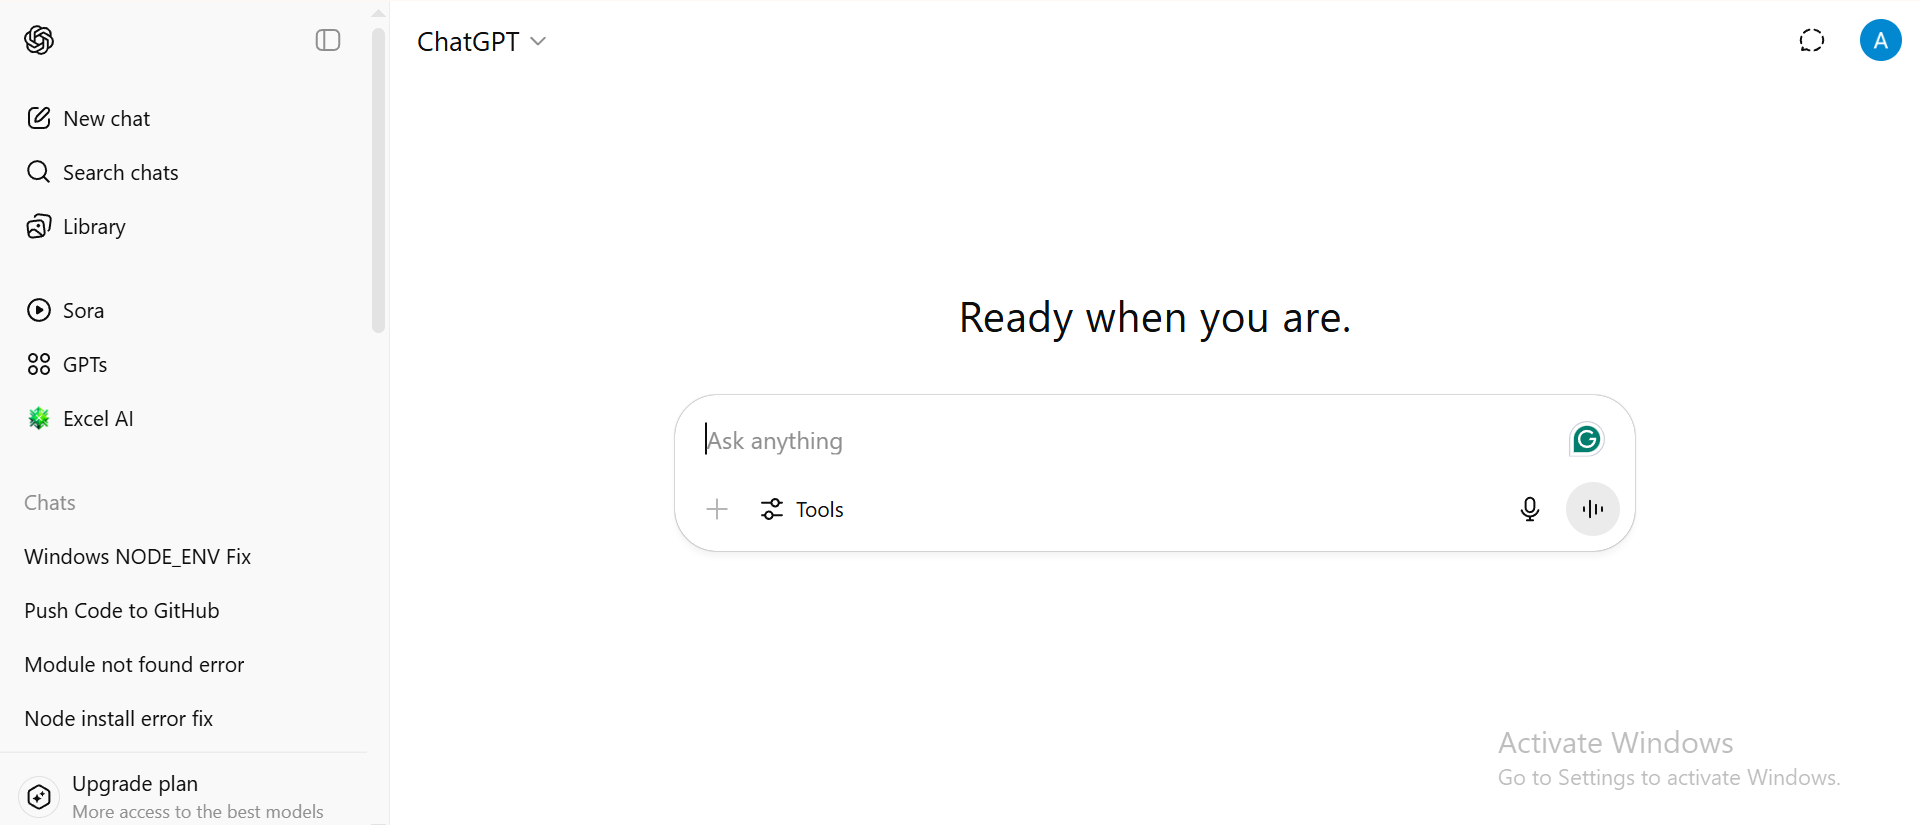 ChatGPT
A
New chat
Search chats
Library
Sora
GPTs
Excel AI
Chats
Windows NODE_ENV Fix
Push Code to GitHub
Module not found error
Node install error fix
Upgrade plan
More access to the best models
Ready when you are.
Ask anything
G
Tools
Activate Windows
Go to Settings to activate Windows.